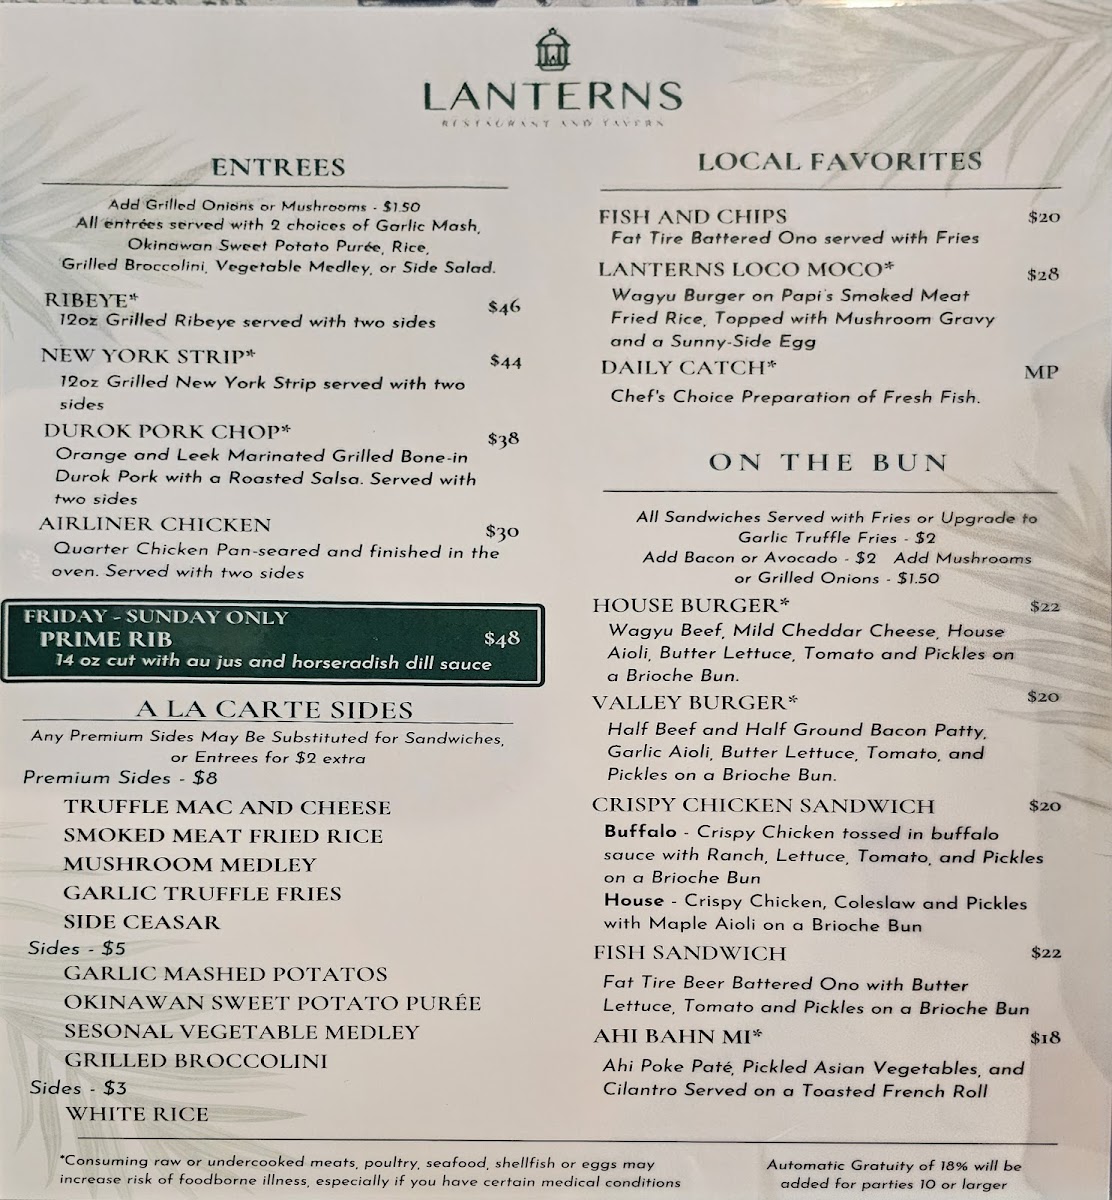 LANTERNS
RESTAURANT AND TAVERN
ENTREES
Add Grilled Onions or Mushrooms - $1.50
All entrées served with 2 choices of Garlic Mash,
Okinawan Sweet Potato Purée, Rice,
Grilled Broccolini, Vegetable Medley, or Side Salad.
RIBEYE* $46
12oz Grilled Ribeye served with two sides
NEW YORK STRIP* $44
12oz Grilled New York Strip served with two
sides
DUROK PORK CHOP* $38
Orange and Leek Marinated Grilled Bone-in
Durok Pork with a Roasted Salsa. Served with
two sides
AIRLINER CHICKEN $30
Quarter Chicken Pan-seared and finished in the
oven. Served with two sides
FRIDAY - SUNDAY ONLY
PRIME RIB $48
14 oz cut with au jus and horseradish dill sauce
A LA CARTE SIDES
Any Premium Sides May Be Substituted for Sandwiches,
or Entrees for $2 extra
Premium Sides - $8
TRUFFLE MAC AND CHEESE
SMOKED MEAT FRIED RICE
MUSHROOM MEDLEY
GARLIC TRUFFLE FRIES
SIDE CEASAR
Sides - $5
GARLIC MASHED POTATOS
OKINAWAN SWEET POTATO PURÉE
SESONAL VEGETABLE MEDLEY
GRILLED BROCCOLINI
Sides - $3
WHITE RICE
LOCAL FAVORITES
FISH AND CHIPS $20
Fat Tire Battered Ono served with Fries
LANTERNS LOCO MOCO* $28
Wagyu Burger on Papi's Smoked Meat
Fried Rice, Topped with Mushroom Gravy
and a Sunny-Side Egg
DAILY CATCH* MP
Chef's Choice Preparation of Fresh Fish.
ON THE BUN
All Sandwiches Served with Fries or Upgrade to
Garlic Truffle Fries - $2
Add Bacon or Avocado - $2 Add Mushrooms
or Grilled Onions - $1.50
HOUSE BURGER* $22
Wagyu Beef, Mild Cheddar Cheese, House
Aioli, Butter Lettuce, Tomato and Pickles on
a Brioche Bun.
VALLEY BURGER* $20
Half Beef and Half Ground Bacon Patty,
Garlic Aioli, Butter Lettuce, Tomato, and
Pickles on a Brioche Bun.
CRISPY CHICKEN SANDWICH $20
Buffalo - Crispy Chicken tossed in buffalo
sauce with Ranch, Lettuce, Tomato, and Pickles
on a Brioche Bun
House - Crispy Chicken, Coleslaw and Pickles
with Maple Aioli on a Brioche Bun
FISH SANDWICH $22
Fat Tire Beer Battered Ono with Butter
Lettuce, Tomato and Pickles on a Brioche Bun
AHI BAHN MI* $18
Ahi Poke Paté, Pickled Asian Vegetables, and
Cilantro Served on a Toasted French Roll
*Consuming raw or undercooked meats, poultry, seafood, shellfish or eggs may
increase risk of foodborne illness, especially if you have certain medical conditions
Automatic Gratuity of 18% will be
added for parties 10 or larger